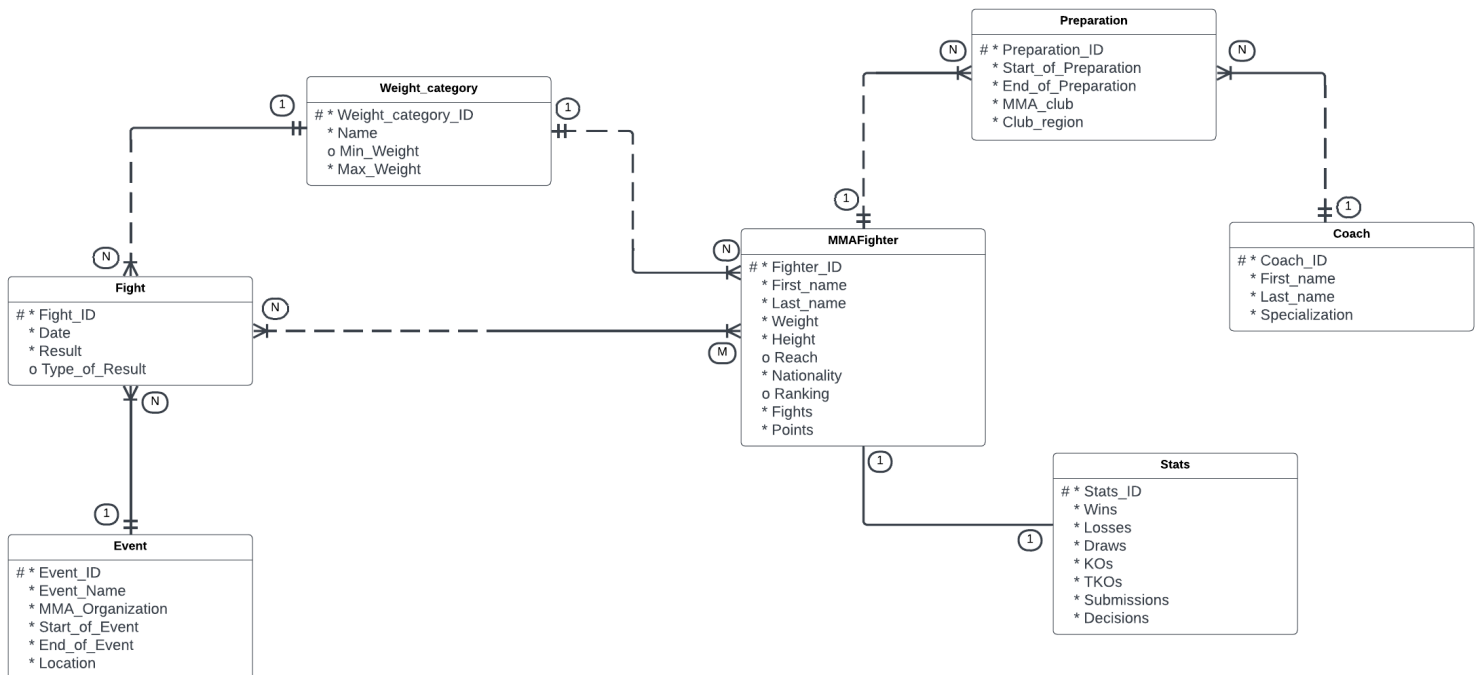 Preparation
# * Preparation_ID
* Start_of_Preparation
* End_of_Preparation
* MMA_club
* Club_region
N
N
Weight_category
# * Weight_category_ID
* Name
o Min_Weight
* Max_Weight
1
1
1
1
Coach
# * Coach_ID
* First_name
* Last_name
* Specialization
MMAFighter
# * Fighter_ID
* First_name
* Last_name
* Weight
* Height
o Reach
* Nationality
o Ranking
* Fights
* Points
N
M
N
N
Fight
# * Fight_ID
* Date
* Result
o Type_of_Result
N
1
1
Stats
# * Stats_ID
* Wins
* Losses
* Draws
* KOs
* TKOs
* Submissions
* Decisions
1
Event
# * Event_ID
* Event_Name
* MMA_Organization
* Start_of_Event
* End_of_Event
* Location